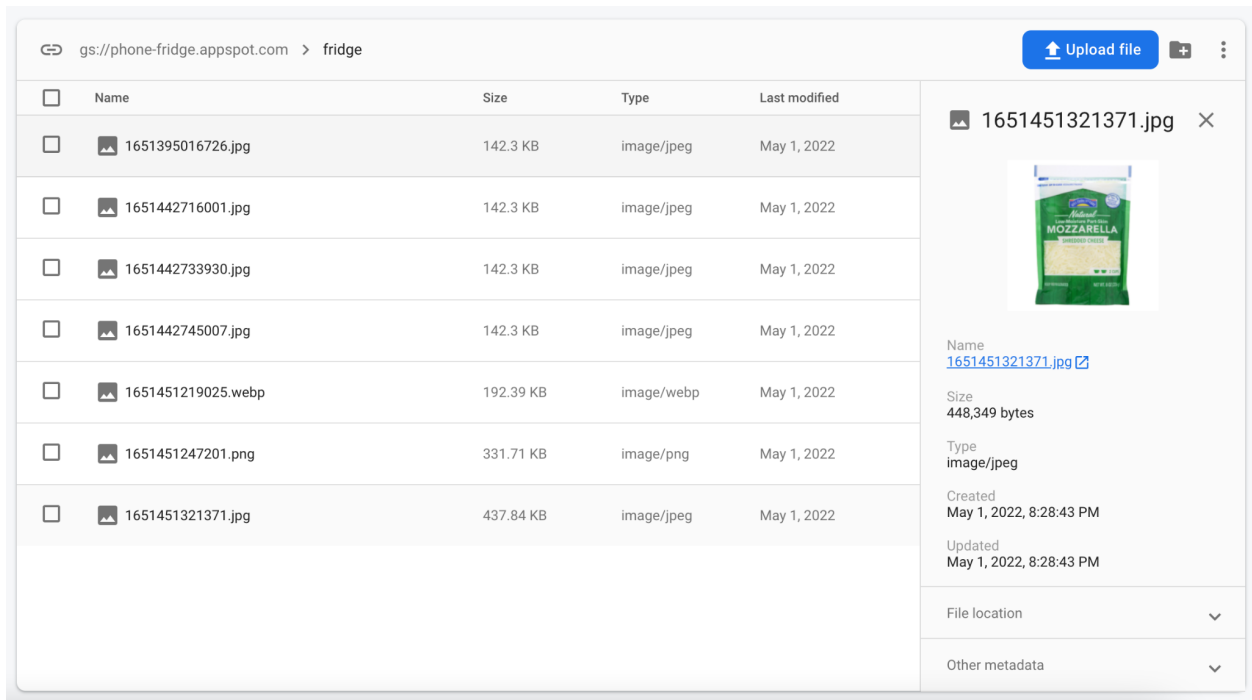 gs://phone-fridge.appspot.com > fridge
Upload file
Name Size Type Last modified
1651395016726.jpg 142.3 KB image/jpeg May 1, 2022
1651442716001.jpg 142.3 KB image/jpeg May 1, 2022
1651442733930.jpg 142.3 KB image/jpeg May 1, 2022
1651442745007.jpg 142.3 KB image/jpeg May 1, 2022
1651451219025.webp 192.39 KB image/webp May 1, 2022
1651451247201.png 331.71 KB image/png May 1, 2022
1651451321371.jpg 437.84 KB image/jpeg May 1, 2022
1651451321371.jpg
Natural
Low-Moisture Part-Skim
MOZZARELLA
SHREDDED CHEESE
Name
1651451321371.jpg
Size
448,349 bytes
Type
image/jpeg
Created
May 1, 2022, 8:28:43 PM
Updated
May 1, 2022, 8:28:43 PM
File location
Other metadata